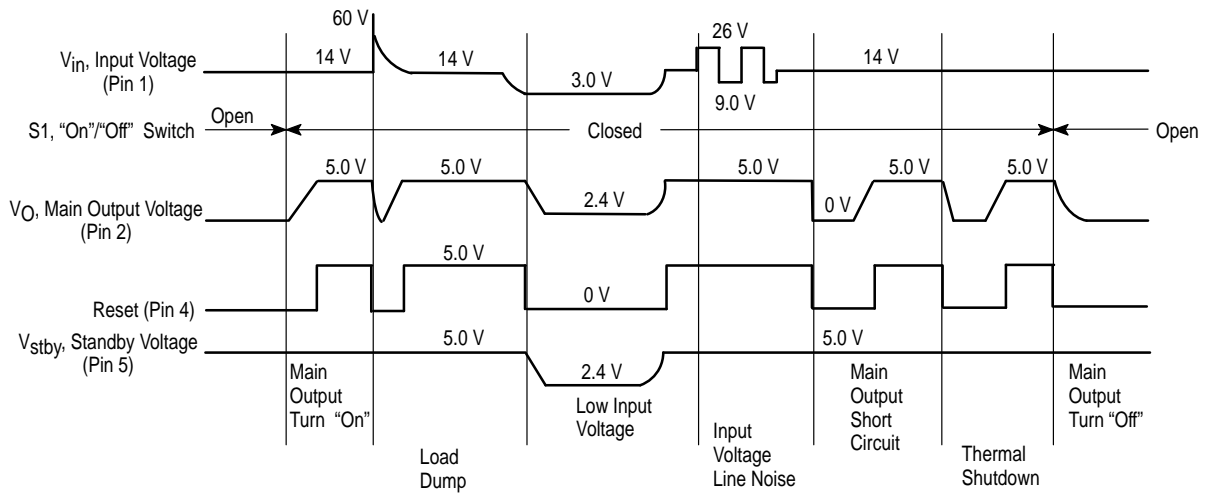 60 V
26 V
V_in, Input Voltage
(Pin 1)
14 V
14 V
3.0 V
14 V
9.0 V
S1, “On”/“Off” Switch
Open
Closed
Open
5.0 V
5.0 V
5.0 V
5.0 V
5.0 V
V_O, Main Output Voltage
(Pin 2)
2.4 V
0 V
5.0 V
0 V
Reset (Pin 4)
V_stby, Standby Voltage
(Pin 5)
5.0 V
5.0 V
2.4 V
Main
Output
Turn “On”
Load
Dump
Low Input
Voltage
Input
Voltage
Line Noise
Main
Output
Short
Circuit
Thermal
Shutdown
Main
Output
Turn “Off”